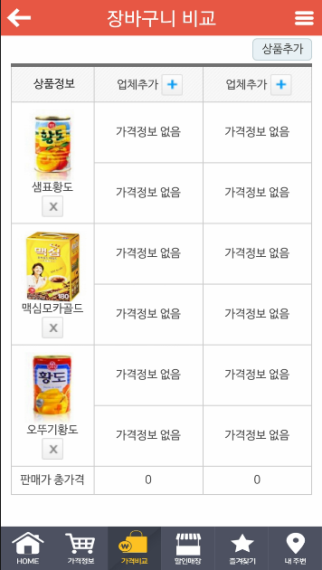 장바구니 비교
상품추가
상품정보 업체추가 + 업체추가 +
황도
샘표황도
x
가격정보 없음 가격정보 없음
가격정보 없음 가격정보 없음
맥심
180
맥심모카골드
x
가격정보 없음 가격정보 없음
가격정보 없음 가격정보 없음
황도
오뚜기황도
x
가격정보 없음 가격정보 없음
가격정보 없음 가격정보 없음
판매가 총가격 0 0
HOME 가격정보 가격비교 할인매장 즐겨찾기 내 주변